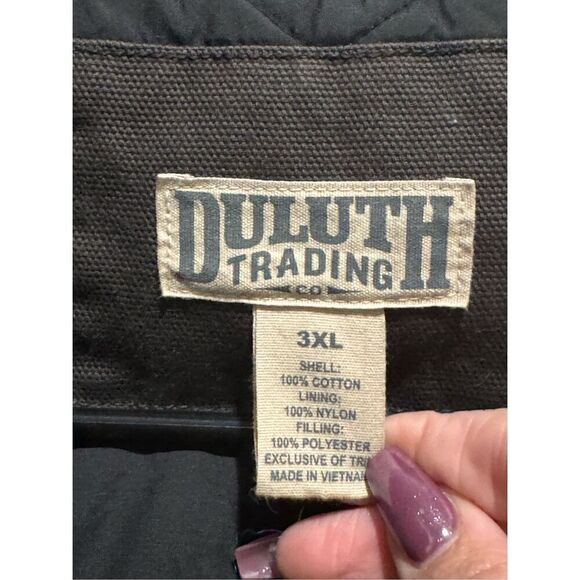 DULUTH
TRADING
CO
3XL
SHELL:
100% COTTON
LINING:
100% NYLON
FILLING:
100% POLYESTER
EXCLUSIVE OF TRIM
MADE IN VIETNAM